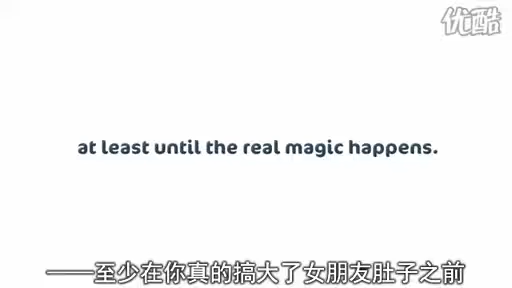 优酷
at least until the real magic happens.
——至少在你真的搞大了女朋友肚子之前